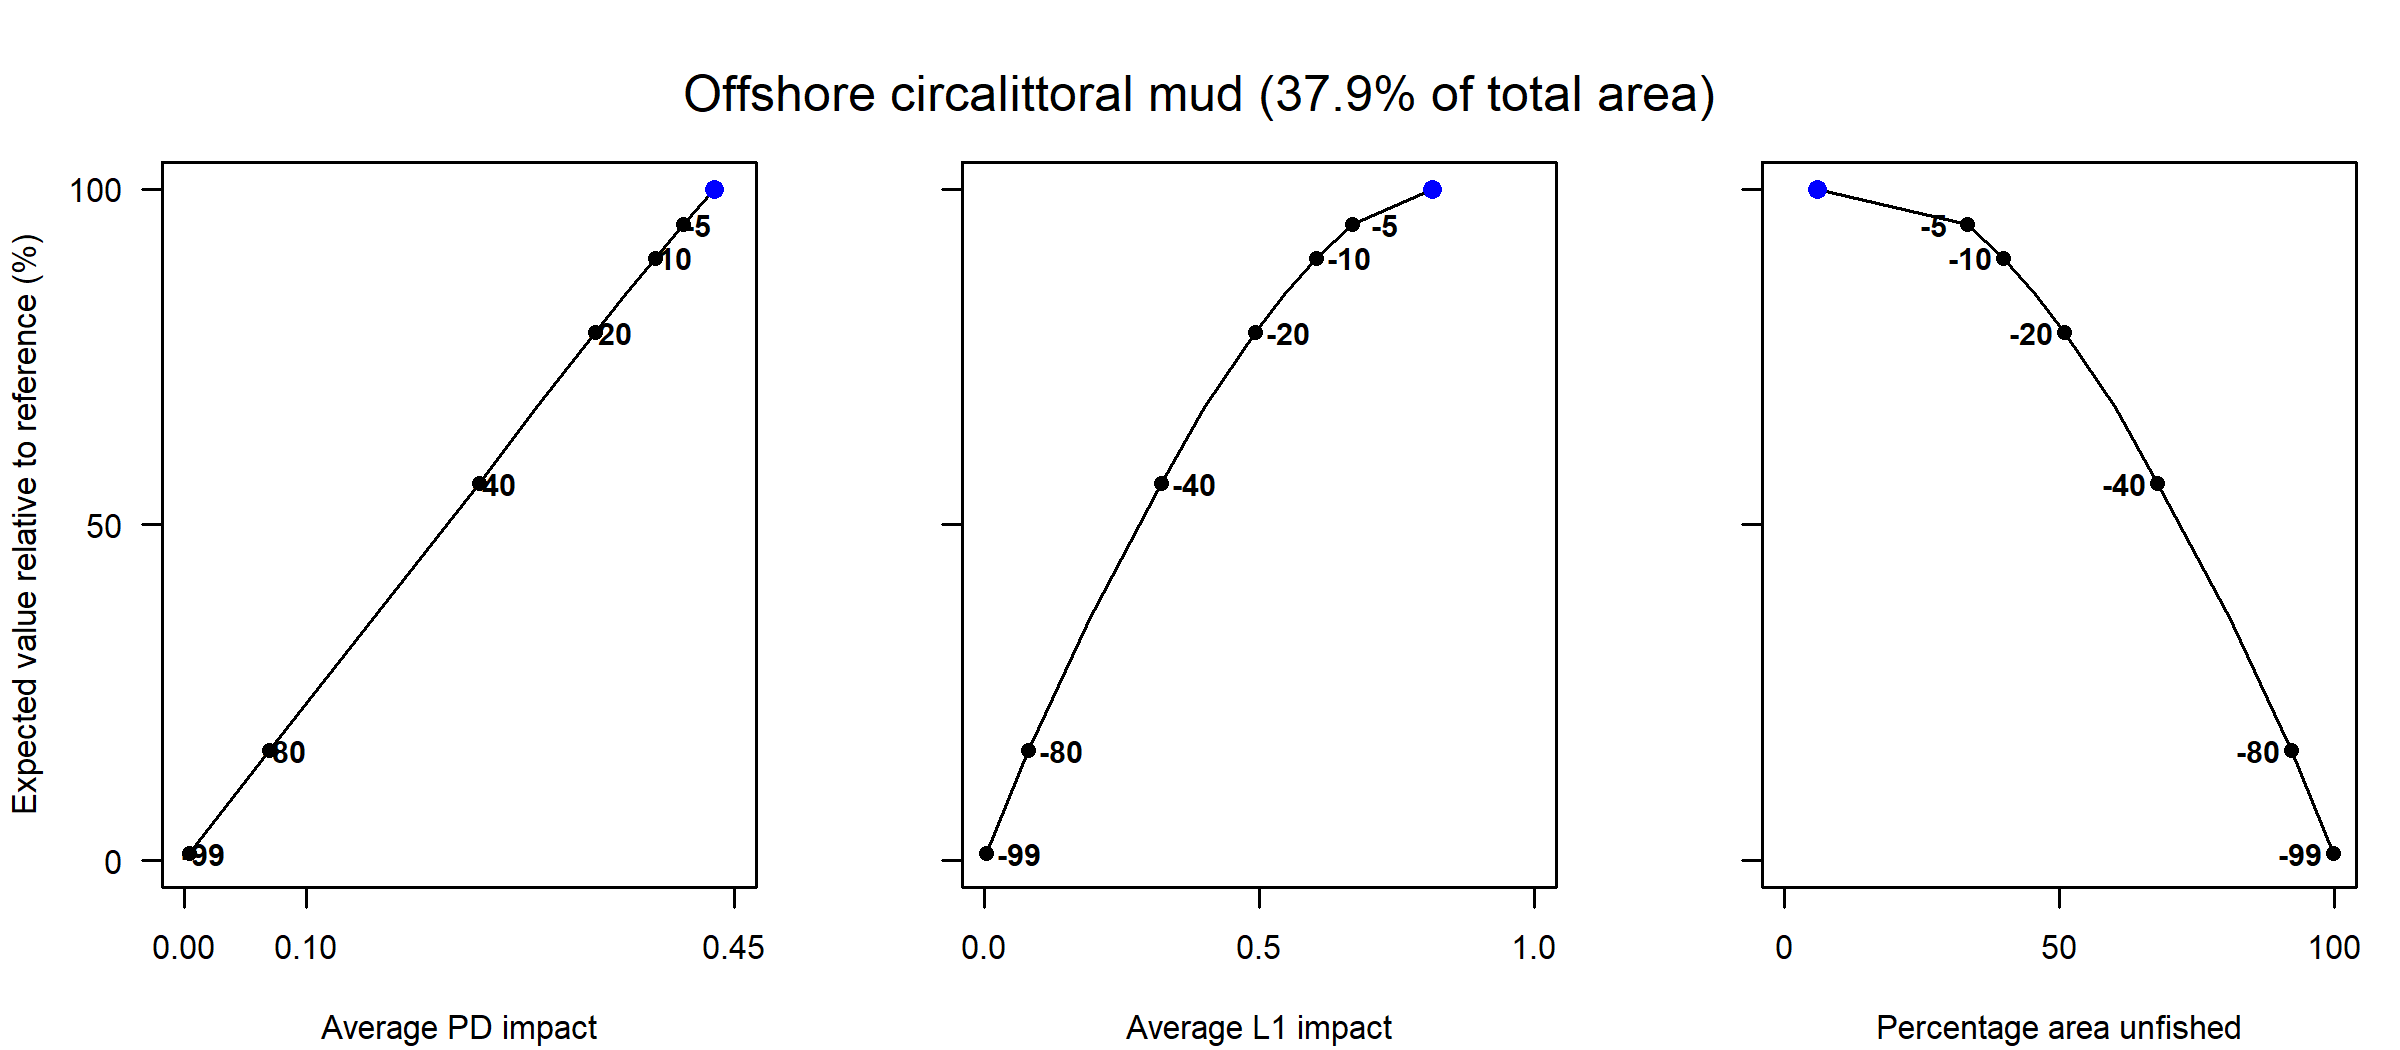 Offshore circalittoral mud (37.9% of total area)
Expected value relative to reference (%)
100
50
0
-5
-10
-20
-40
-80
-99
0.00 0.10 0.45
Average PD impact
-5
-10
-20
-40
-80
-99
0.0 0.5 1.0
Average L1 impact
-5
-10
-20
-40
-80
-99
0 50 100
Percentage area unfished